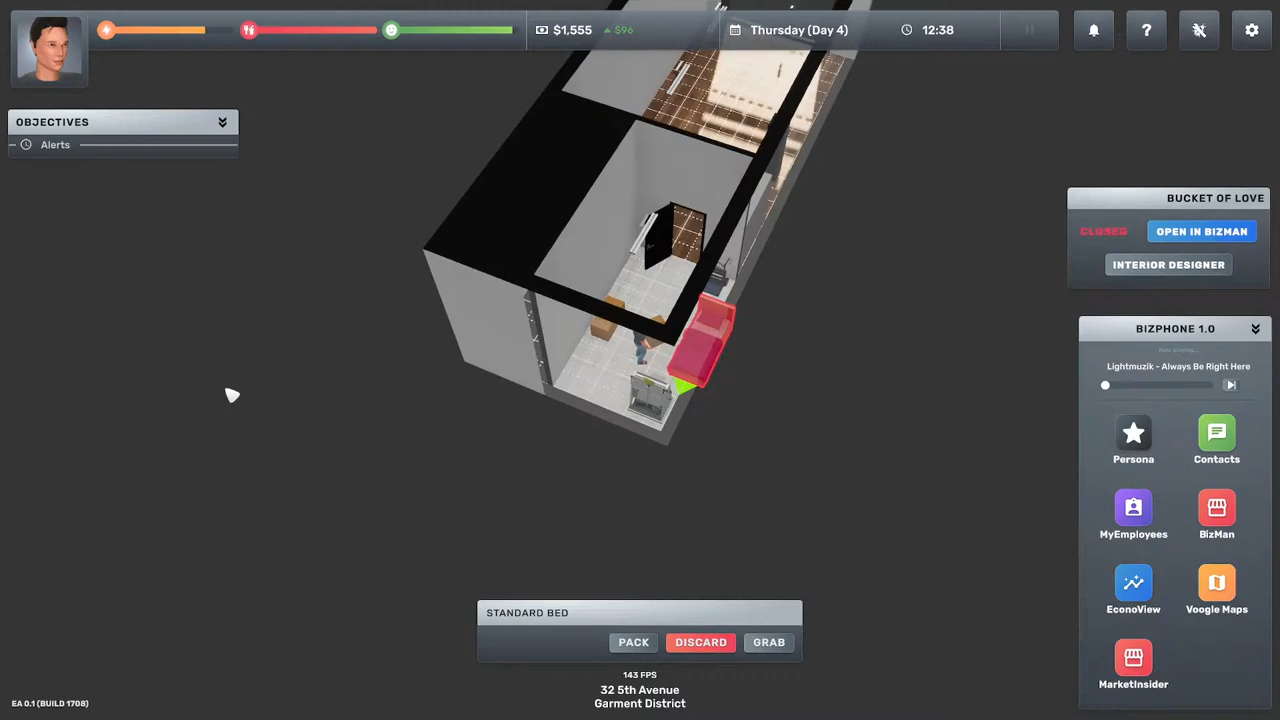 $1,555
$96
Thursday (Day 4)
12:38
?
OBJECTIVES
Alerts
BUCKET OF LOVE
CLOSED
OPEN IN BIZMAN
INTERIOR DESIGNER
BIZPHONE 1.0
Lightmuzik - Always Be Right Here
Persona
Contacts
MyEmployees
BizMan
EconoView
Voogle Maps
MarketInsider
STANDARD BED
PACK
DISCARD
GRAB
143 FPS
32 5th Avenue
Garment District
EA 0.1 (BUILD 1708)